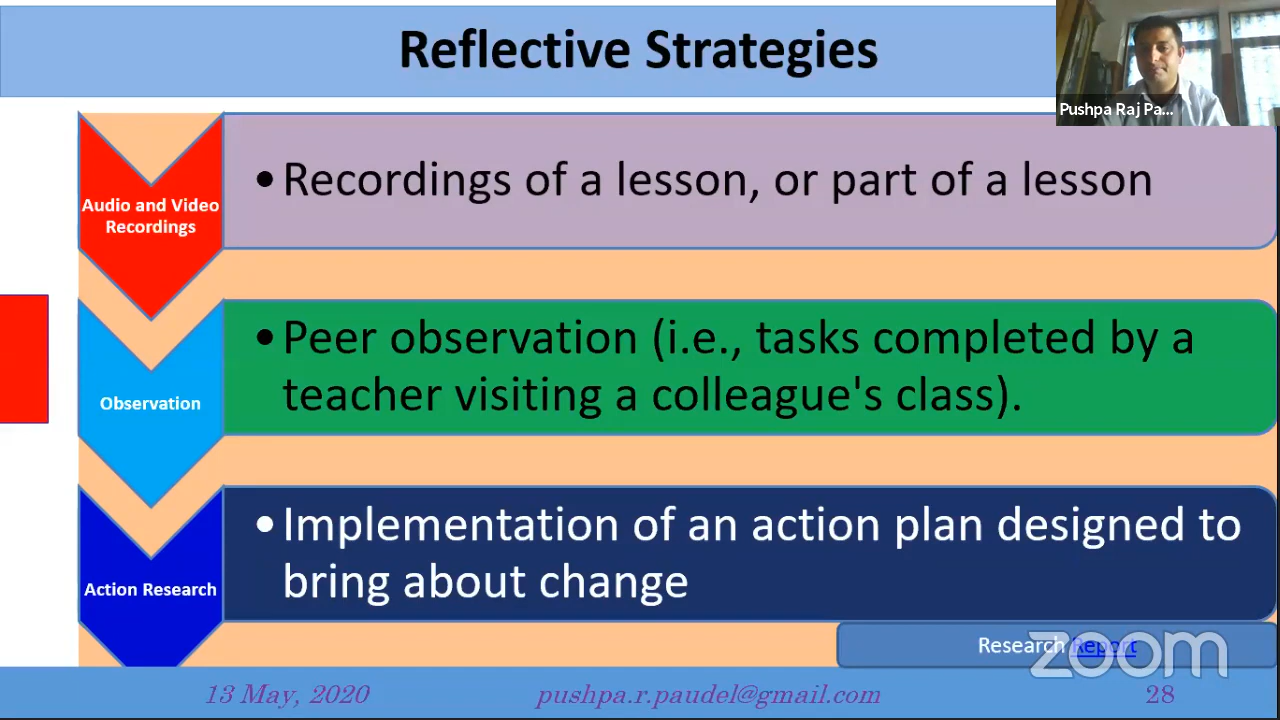 Reflective Strategies
Pushpa Raj Pa...
Audio and Video
Recordings
•Recordings of a lesson, or part of a lesson
Observation
•Peer observation (i.e., tasks completed by a
teacher visiting a colleague's class).
Action Research
•Implementation of an action plan designed to
bring about change
Research Report
zoom
13 May, 2020
pushpa.r.paudel@gmail.com
28